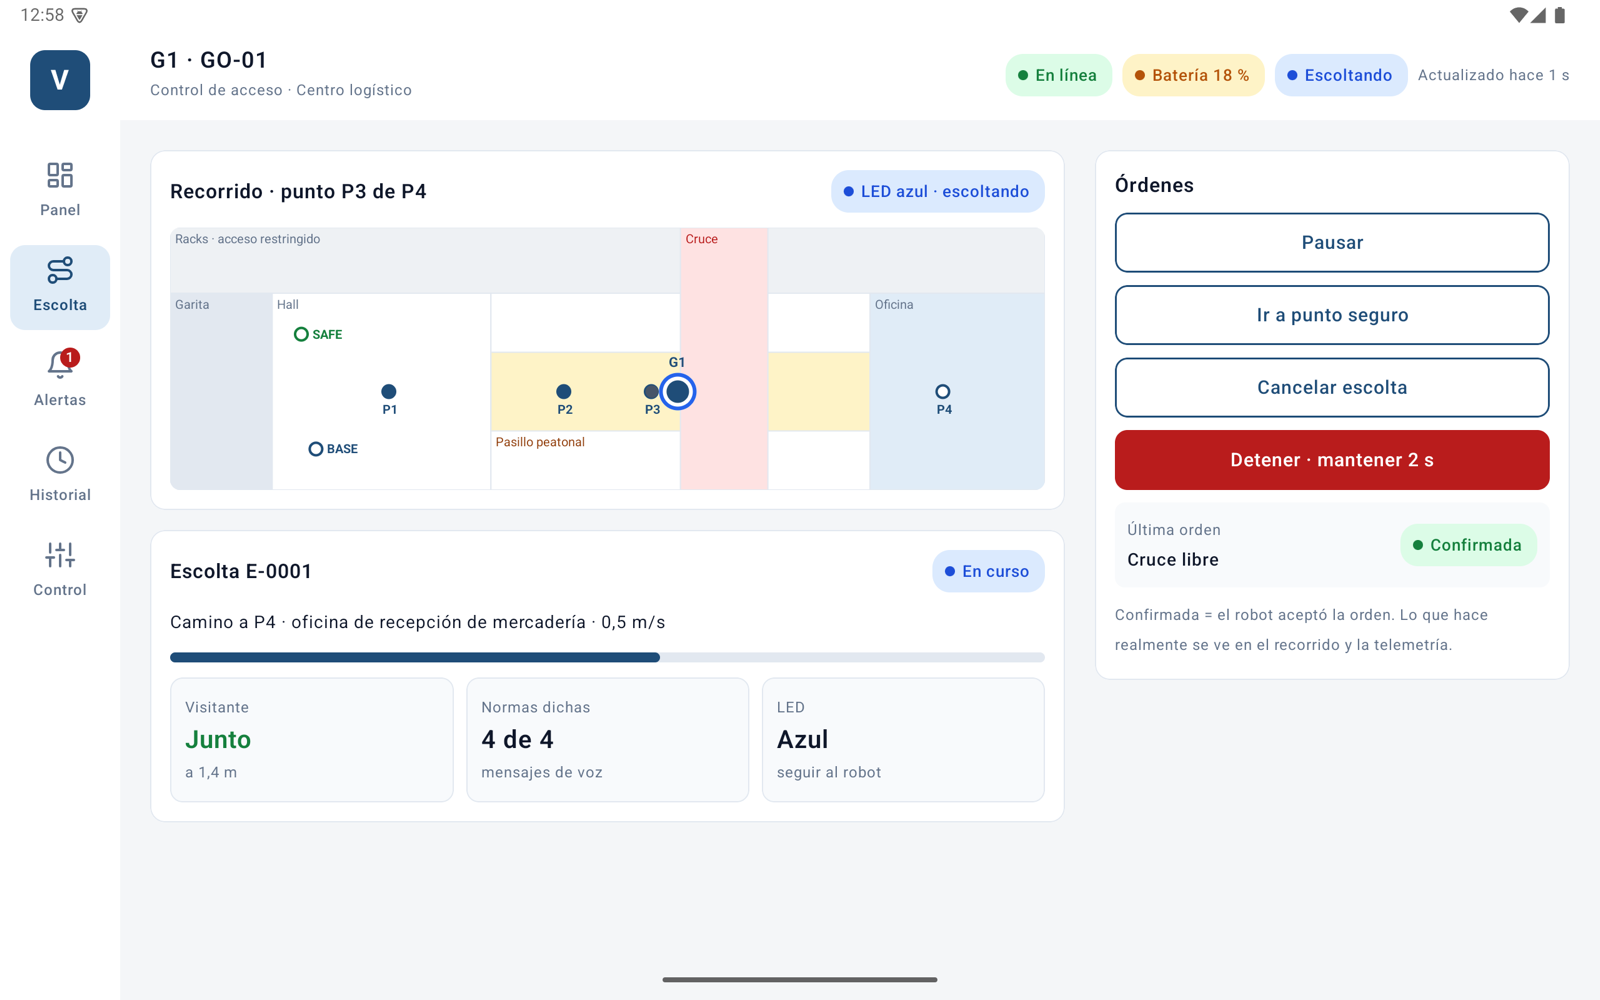 12:58
V
G1 · GO-01
Control de acceso · Centro logístico
En línea
Batería 18 %
Escoltando
Actualizado hace 1 s
Panel
Escolta
1
Alertas
Historial
Control
Recorrido · punto P3 de P4
LED azul · escoltando
Racks · acceso restringido
Cruce
Garita
Hall
Oficina
SAFE
G1
P1
P2
P3
P4
Pasillo peatonal
BASE
Escolta E-0001
En curso
Camino a P4 · oficina de recepción de mercadería · 0,5 m/s
Visitante
Junto
a 1,4 m
Normas dichas
4 de 4
mensajes de voz
LED
Azul
seguir al robot
Órdenes
Pausar
Ir a punto seguro
Cancelar escolta
Detener · mantener 2 s
Última orden
Cruce libre
Confirmada
Confirmada = el robot aceptó la orden. Lo que hace
realmente se ve en el recorrido y la telemetría.